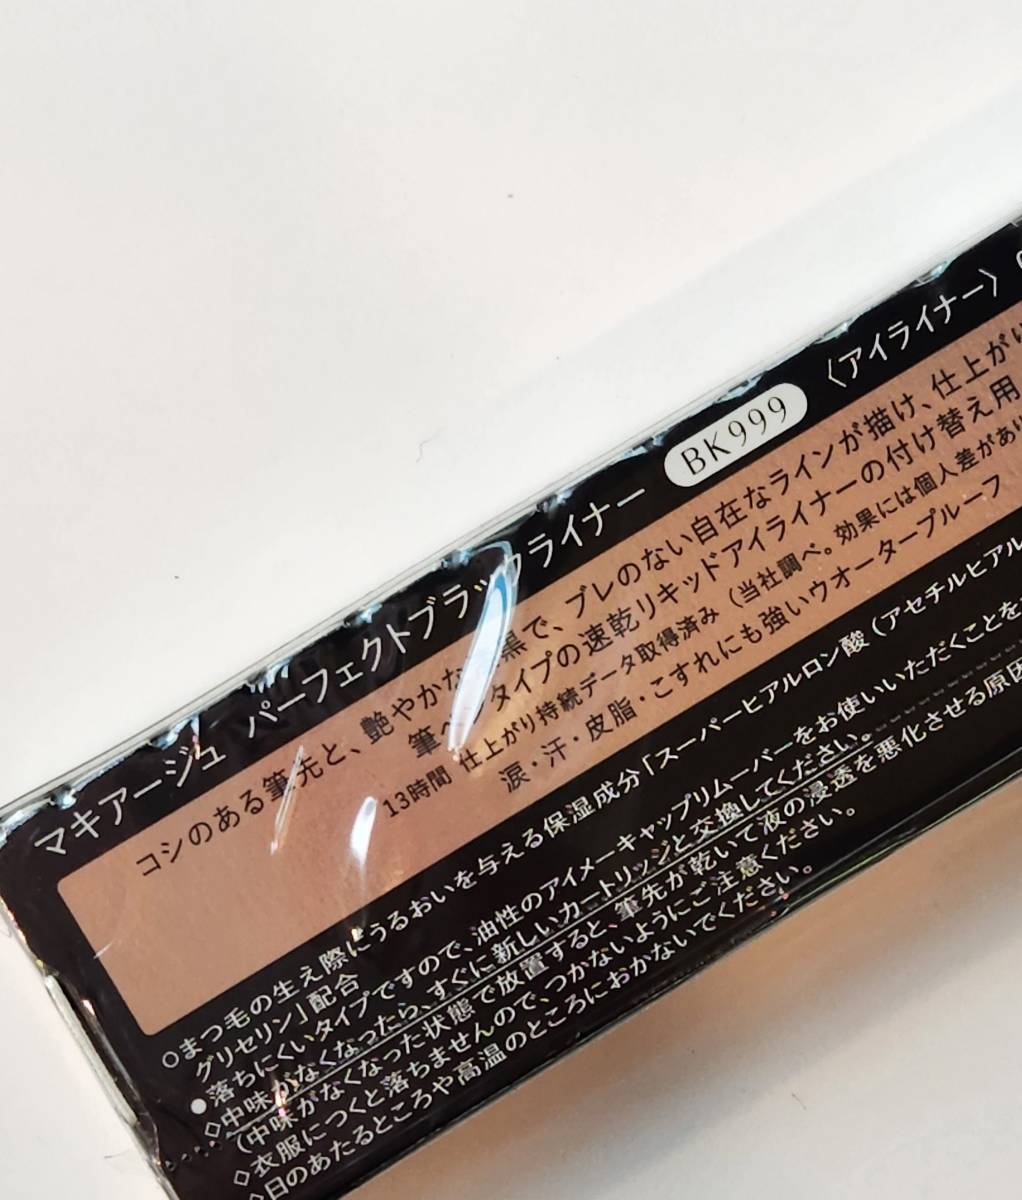 マキアージュ パーフェクトブラックライナー BK999 〈アイライナー〉
コシのある筆先と、艶やかな 黒で、ブレのない自在なラインが描け、仕上がり
筆 タイプの速乾リキッドアイライナーの付け替え用
13時間 仕上がり持続データ取得済み (当社調べ。効果には個人差があり
涙・汗・皮脂・こすれにも強いウオータープルーフ
○まつ毛の生え際にうるおいを与える保湿成分「スーパーヒアルロン酸(アセチルヒアル
グリセリン」配合
●落ちにくいタイプですので、油性のアイメーキャップリムーバーをお使いいただくことを
◇中味がなくなったら、すぐに新しいカートリッジと交換してください。
(中味がなくなった状態で放置すると、筆先が乾いて液の浸透を悪化させる原因
◇衣服につくと落ちませんので、つかないようにご注意ください。
◇日のあたるところや高温のところにおかないでください。